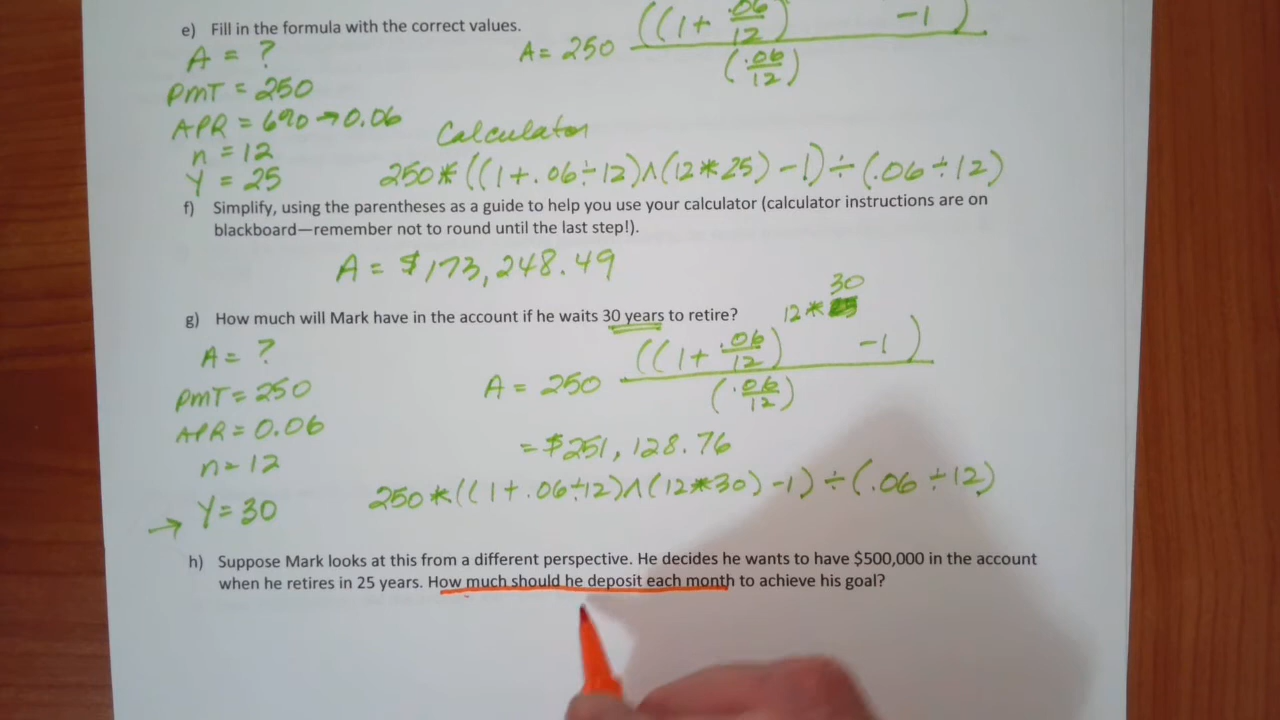 e) Fill in the formula with the correct values.
A = ?
PMT = 250
APR = 6% → 0.06
n = 12
Y = 25
A = 250 ((1 + .06/12) -1) / (.06/12)
Calculator
250 * ((1 + .06 ÷ 12) ∧ (12 * 25) - 1) ÷ (.06 ÷ 12)
f) Simplify, using the parentheses as a guide to help you use your calculator (calculator instructions are on
blackboard—remember not to round until the last step!).
A = $173,248.49
g) How much will Mark have in the account if he waits 30 years to retire?
A = ?
PMT = 250
APR = 0.06
n = 12
→ Y = 30
30
12 * 25
A = 250 ((1 + .06/12) -1) / (.06/12)
= $251,128.76
250 * ((1 + .06 ÷ 12) ∧ (12 * 30) - 1) ÷ (.06 ÷ 12)
h) Suppose Mark looks at this from a different perspective. He decides he wants to have $500,000 in the account
when he retires in 25 years. How much should he deposit each month to achieve his goal?